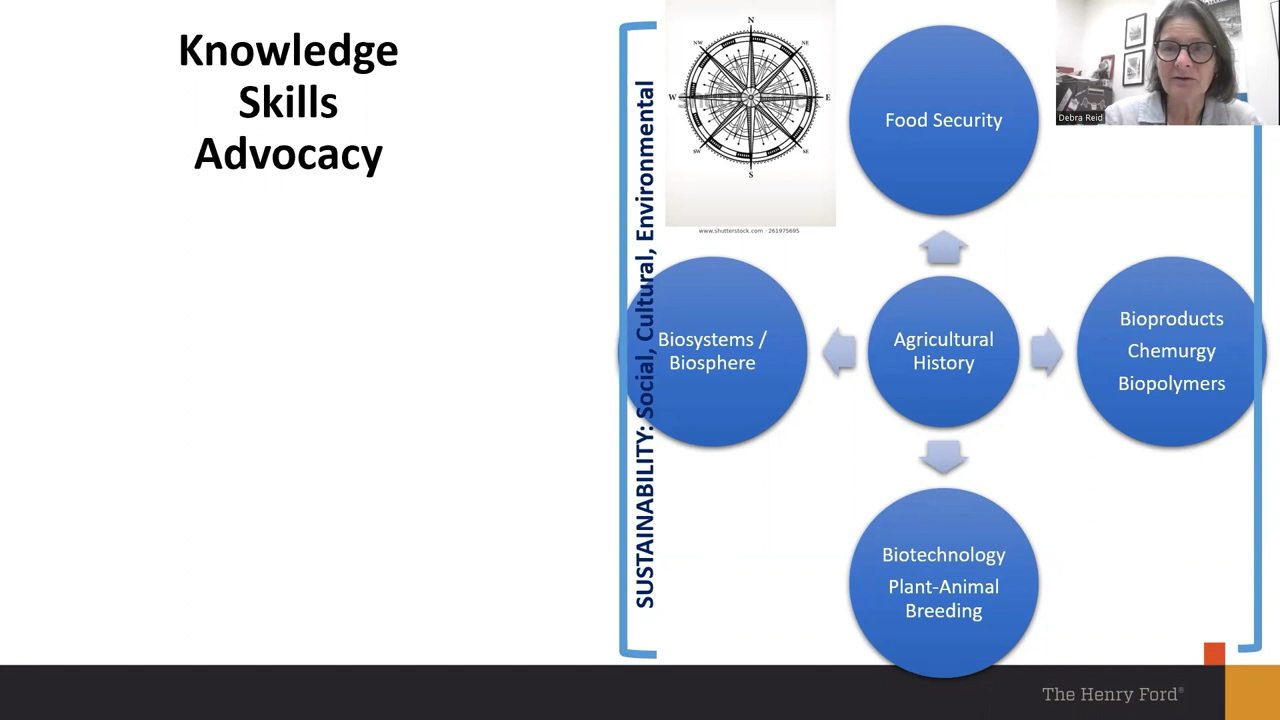 Knowledge
Skills
Advocacy
SUSTAINABILITY: Social, Cultural, Environmental
N
NW
NE
W
E
SW
SE
S
www.shutterstock.com · 261975695
Food Security
Debra Reid
Biosystems /
Biosphere
Agricultural
History
Bioproducts
Chemurgy
Biopolymers
Biotechnology
Plant-Animal
Breeding
The Henry Ford®